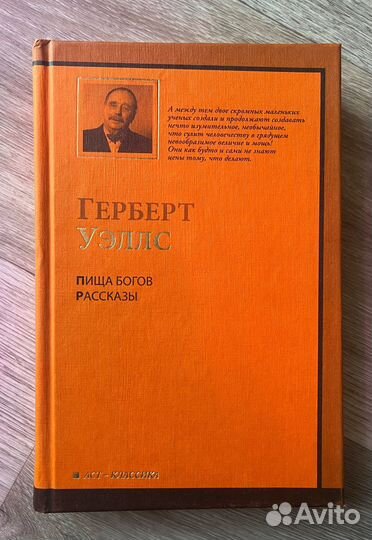 А между тем двое скромных маленьких
ученых создали и продолжают создавать
нечто изумительное, необычайное,
что сулит человечеству в грядущем
невообразимое величие и мощь!
Они как будто и сами не знают
цены тому, что делают.
ГЕРБЕРТ
УЭЛЛС
ПИЩА БОГОВ
РАССКАЗЫ
АСТ - КЛАССИКА
Avito